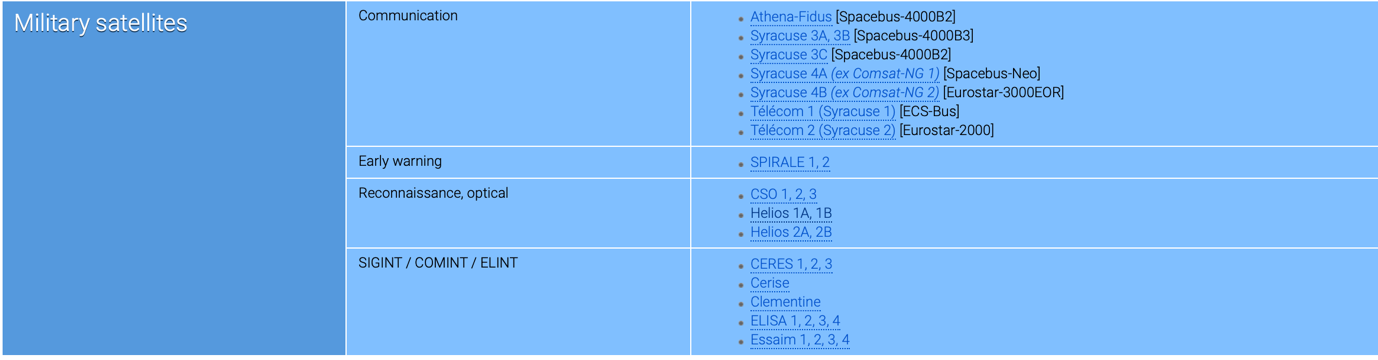 Military satellites
Communication
Athena-Fidus [Spacebus-4000B2]
Syracuse 3A, 3B [Spacebus-4000B3]
Syracuse 3C [Spacebus-4000B2]
Syracuse 4A (ex Comsat-NG 1) [Spacebus-Neo]
Syracuse 4B (ex Comsat-NG 2) [Eurostar-3000EOR]
Télécom 1 (Syracuse 1) [ECS-Bus]
Télécom 2 (Syracuse 2) [Eurostar-2000]
Early warning
SPIRALE 1, 2
Reconnaissance, optical
CSO 1, 2, 3
Helios 1A, 1B
Helios 2A, 2B
SIGINT / COMINT / ELINT
CERES 1, 2, 3
Cerise
Clementine
ELISA 1, 2, 3, 4
Essaim 1, 2, 3, 4